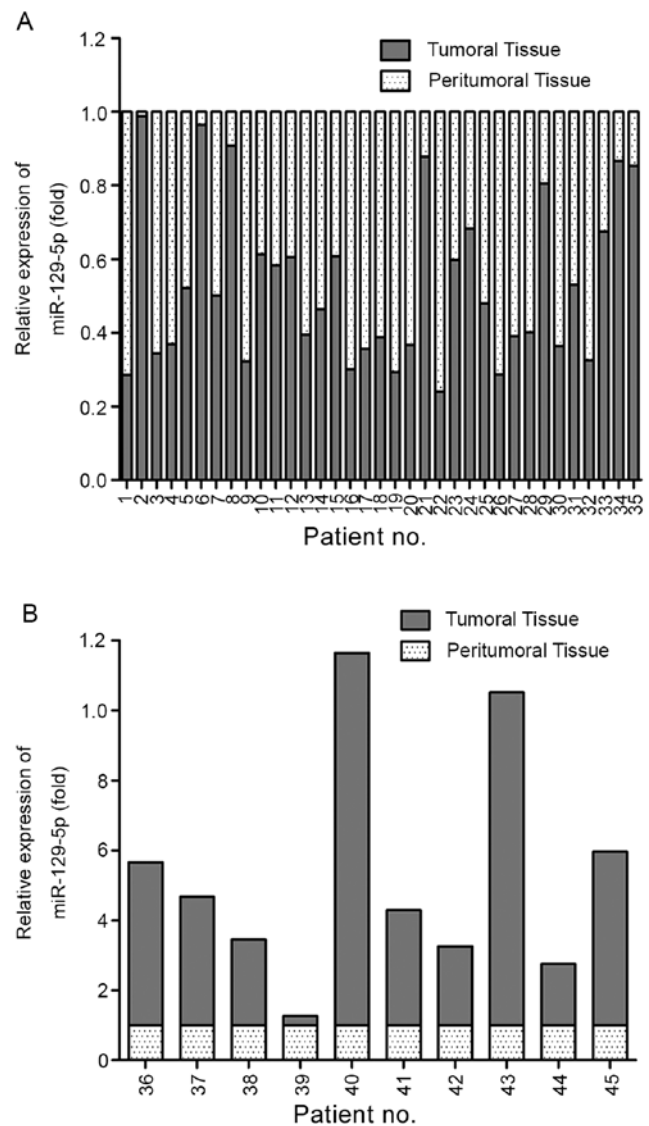 A
Tumoral Tissue
Peritumoral Tissue
Relative expression of
miR-129-5p (fold)
1.2
1.0
0.8
0.6
0.4
0.2
0.0
1 2 3 4 5 6 7 8 9 10 11 12 13 14 15 16 17 18 19 20 21 22 23 24 25 26 27 28 29 30 31 32 33 34 35
Patient no.
B
Tumoral Tissue
Peritumoral Tissue
Relative expression of
miR-129-5p (fold)
1.2
1.0
8
6
4
2
0
36 37 38 39 40 41 42 43 44 45
Patient no.